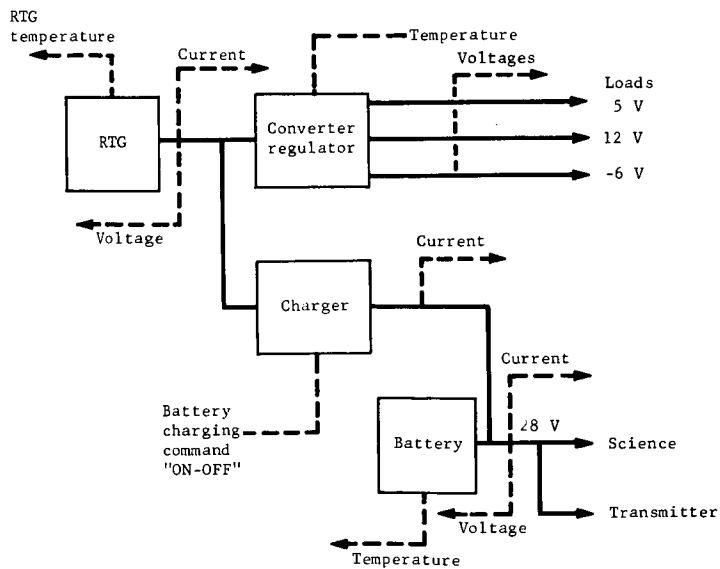 RTG
temperature
Current
Temperature
Voltages
Loads
5 V
12 V
-6 V
RTG
Converter
regulator
Voltage
Current
Charger
Current
Battery
charging
command
"ON-OFF"
28 V
Battery
Science
Voltage
Transmitter
Temperature